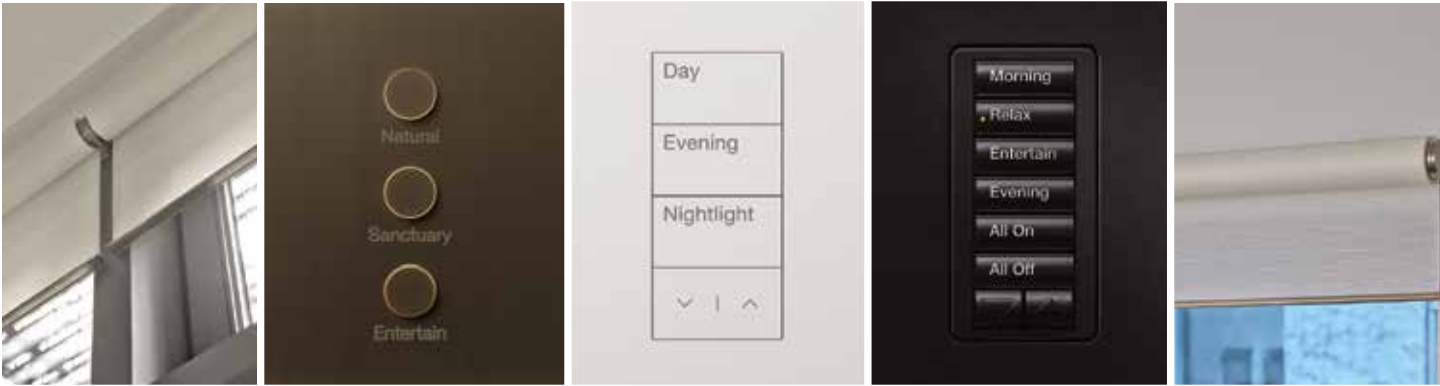 Natural
Sanctuary
Entertain
Day
Evening
Nightlight
Morning
Relax
Entertain
Evening
All On
All Off